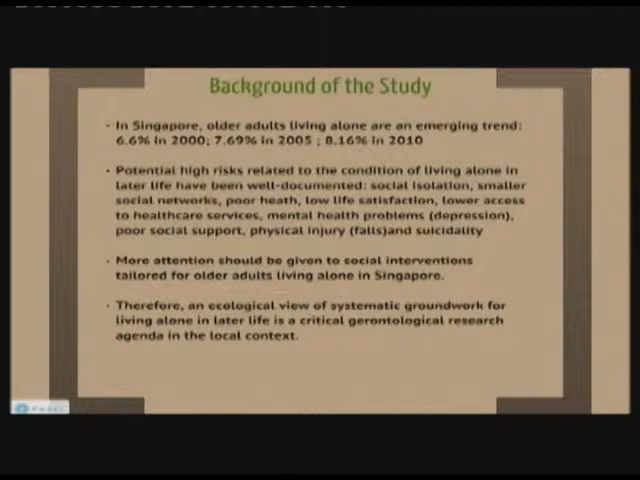 Background of the Study
· In Singapore, older adults living alone are an emerging trend:
6.6% in 2000; 7.69% in 2005 ; 8.16% in 2010
· Potential high risks related to the condition of living alone in
later life have been well-documented: social isolation, smaller
social networks, poor heath, low life satisfaction, lower access
to healthcare services, mental health problems (depression),
poor social support, physical injury (falls)and suicidality
· More attention should be given to social interventions
tailored for older adults living alone in Singapore.
· Therefore, an ecological view of systematic groundwork for
living alone in later life is a critical gerontological research
agenda in the local context.